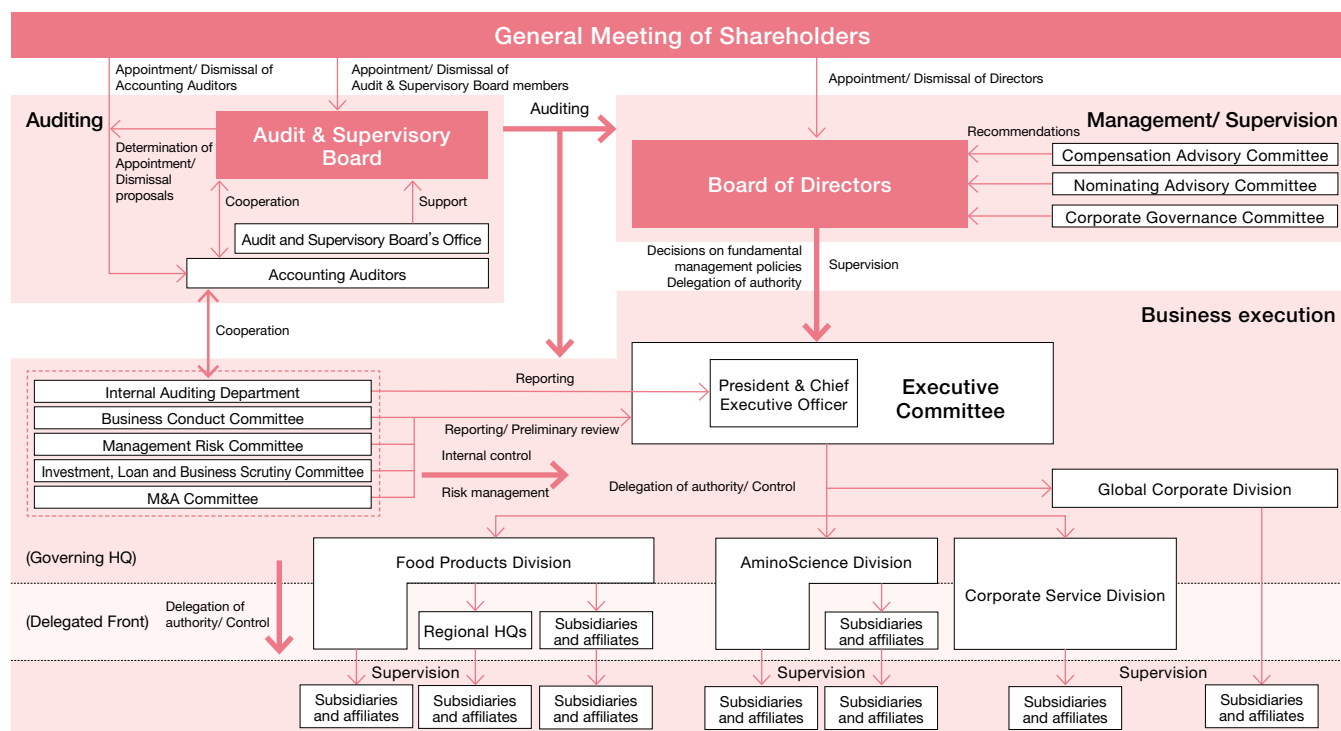 General Meeting of Shareholders
Appointment/ Dismissal of
Accounting Auditors
Appointment/ Dismissal of
Audit & Supervisory Board members
Appointment/ Dismissal of Directors
Auditing
Audit & Supervisory
Board
Determination of
Appointment/
Dismissal
proposals
Cooperation
Support
Audit and Supervisory Board's Office
Accounting Auditors
Auditing
Management/ Supervision
Recommendations
Board of Directors
Compensation Advisory Committee
Nominating Advisory Committee
Corporate Governance Committee
Decisions on fundamental
management policies
Delegation of authority
Supervision
Cooperation
Business execution
Internal Auditing Department
Business Conduct Committee
Management Risk Committee
Investment, Loan and Business Scrutiny Committee
M&A Committee
Reporting
Reporting/ Preliminary review
Internal control
Risk management
President & Chief
Executive Officer
Executive
Committee
Delegation of authority/ Control
Global Corporate Division
(Governing HQ)
Food Products Division
AminoScience Division
Corporate Service Division
(Delegated Front)
Delegation of
authority/ Control
Regional HQs
Subsidiaries
and affiliates
Subsidiaries
and affiliates
Supervision
Supervision
Supervision
Subsidiaries
and affiliates
Subsidiaries
and affiliates
Subsidiaries
and affiliates
Subsidiaries
and affiliates
Subsidiaries
and affiliates
Subsidiaries
and affiliates
Subsidiaries
and affiliates